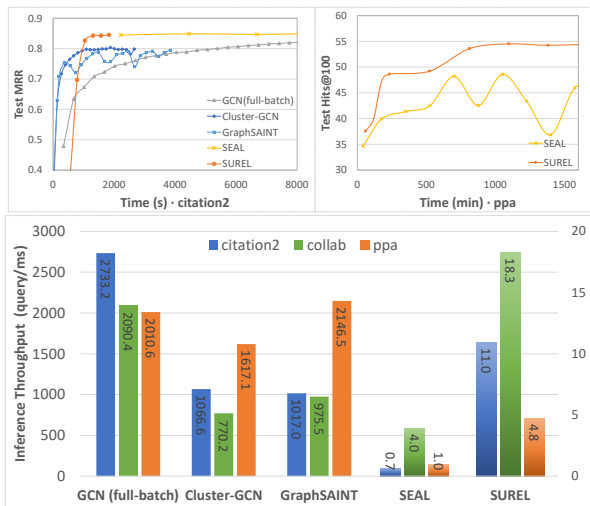 Test MRR
0.9
0.8
0.7
0.6
0.5
0.4
GCN(full-batch)
Cluster-GCN
GraphSAINT
SEAL
SUREL
0 2000 4000 6000 8000
Time (s) · citation2
Test Hits@100
60
55
50
45
40
35
30
SEAL
SUREL
0 500 1000 1500
Time (min) · ppa
citation2 collab ppa
Inference Throughput (query/ms)
3000
2500
2000
1500
1000
500
0
2733.2
2090.4
2010.6
1066.6
770.2
1617.1
1017.0
975.5
2146.5
0.7
4.0
1.0
11.0
18.3
4.8
20
15
10
5
0
GCN (full-batch) Cluster-GCN GraphSAINT SEAL SUREL